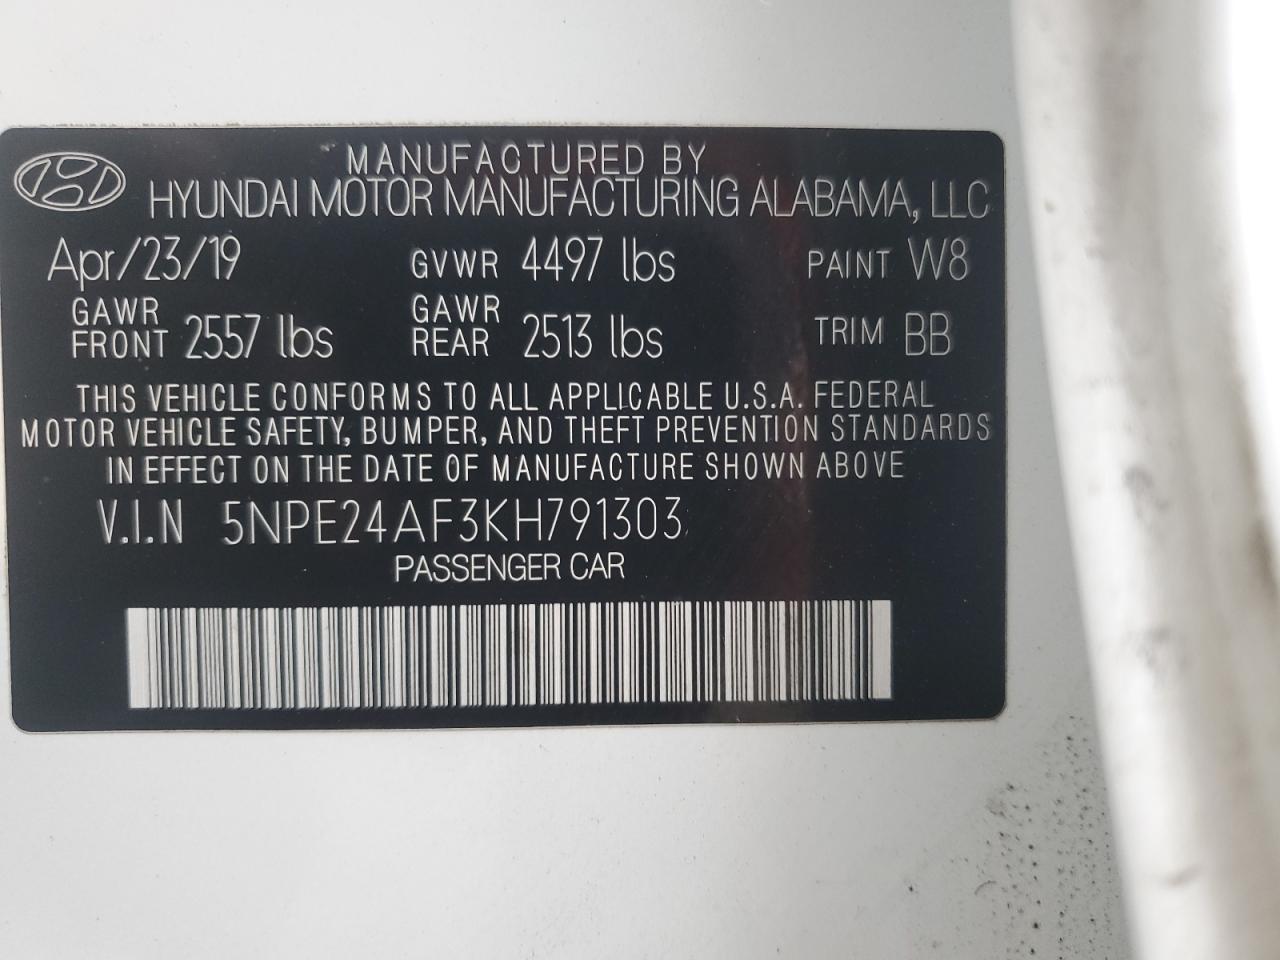 MANUFACTURED BY
HYUNDAI MOTOR MANUFACTURING ALABAMA, LLC
Apr/23/19 GVWR 4497 lbs PAINT W8
GAWR FRONT 2557 lbs GAWR REAR 2513 lbs TRIM BB
THIS VEHICLE CONFORMS TO ALL APPLICABLE U.S.A. FEDERAL
MOTOR VEHICLE SAFETY, BUMPER, AND THEFT PREVENTION STANDARDS
IN EFFECT ON THE DATE OF MANUFACTURE SHOWN ABOVE
V.I.N 5NPE24AF3KH791303
PASSENGER CAR